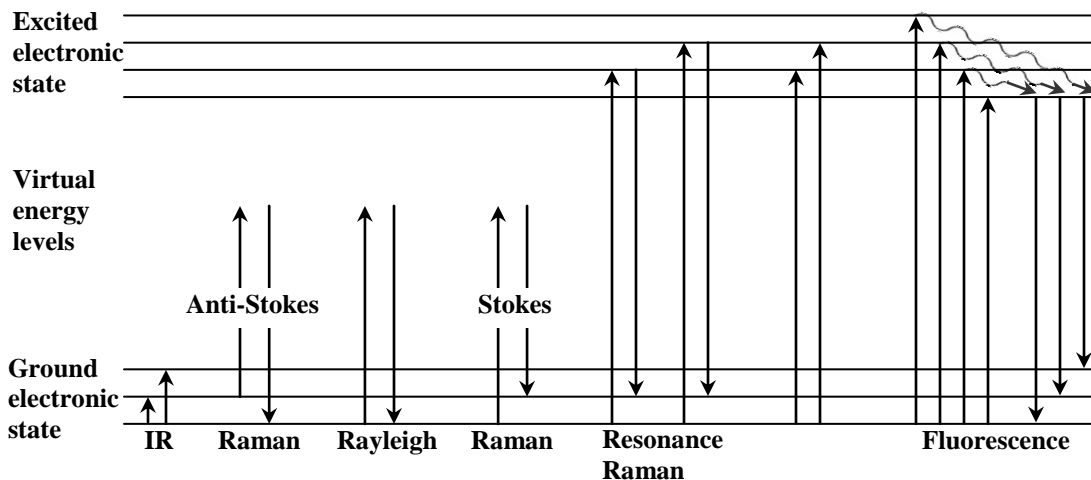 Excited
electronic
state
Virtual
energy
levels
Anti-Stokes
Stokes
Ground
electronic
state
IR
Raman
Rayleigh
Raman
Resonance
Raman
Fluorescence